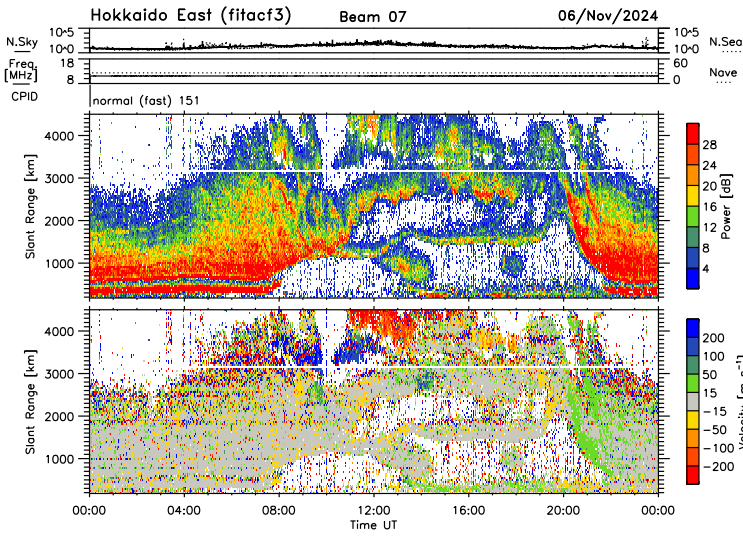 Hokkaido East (fitacf3) Beam 07 06/Nov/2024
N.Sky 10^5 10^0 10^5 10^0 N.Sea
Freq. [MHz] 18 8 60 0 Nave
CPID normal (fast) 151
Slant Range [km] 4000 3000 2000 1000
Power [dB] 28 24 20 16 12 8 4
Slant Range [km] 4000 3000 2000 1000
200 100 50 15 -15 -50 -100 -200
00:00 04:00 08:00 12:00 16:00 20:00 00:00
Time UT